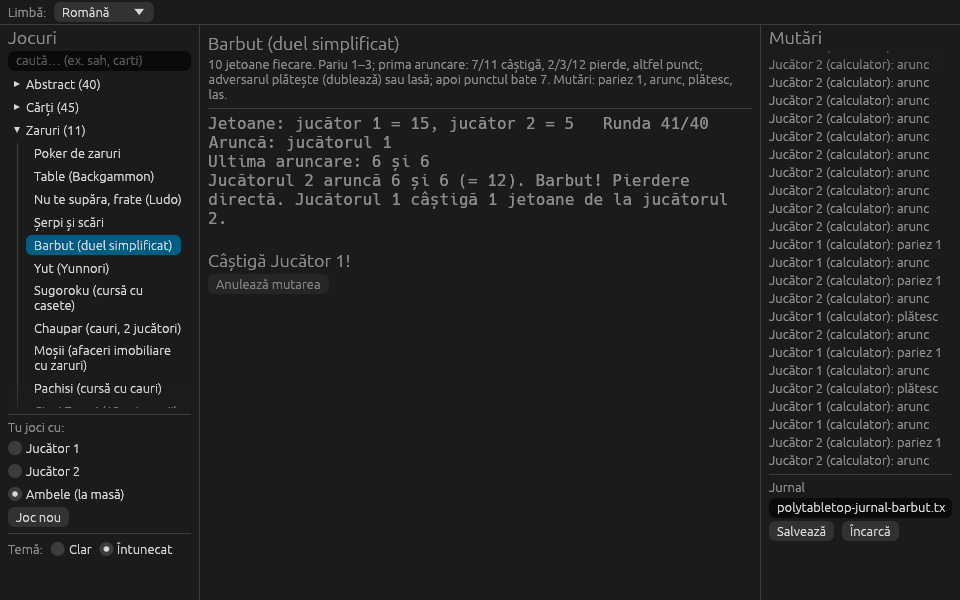 Limbă: Română
Jocuri
caută… (ex. sah, carti)
Abstract (40)
Cărți (45)
Zaruri (11)
Poker de zaruri
Table (Backgammon)
Nu te supăra, frate (Ludo)
Șerpi și scări
Barbut (duel simplificat)
Yut (Yunnori)
Sugoroku (cursă cu
casete)
Chaupar (cauri, 2 jucători)
Moșii (afaceri imobiliare
cu zaruri)
Pachisi (cursă cu cauri)
Tu joci cu:
Jucător 1
Jucător 2
Ambele (la masă)
Joc nou
Temă: Clar Întunecat
Barbut (duel simplificat)
10 jetoane fiecare. Pariu 1–3; prima aruncare: 7/11 câștigă, 2/3/12 pierde, altfel punct;
adversarul plătește (dublează) sau lasă; apoi punctul bate 7. Mutări: pariez 1, arunc, plătesc,
las.
Jetoane: jucător 1 = 15, jucător 2 = 5 Runda 41/40
Aruncă: jucătorul 1
Ultima aruncare: 6 și 6
Jucătorul 2 aruncă 6 și 6 (= 12). Barbut! Pierdere
directă. Jucătorul 1 câștigă 1 jetoane de la jucătorul
2.
Câștigă Jucător 1!
Anulează mutarea
Mutări
Jucător 2 (calculator): arunc
Jucător 2 (calculator): arunc
Jucător 2 (calculator): arunc
Jucător 2 (calculator): arunc
Jucător 2 (calculator): arunc
Jucător 2 (calculator): arunc
Jucător 2 (calculator): arunc
Jucător 2 (calculator): arunc
Jucător 2 (calculator): arunc
Jucător 2 (calculator): arunc
Jucător 1 (calculator): pariez 1
Jucător 1 (calculator): arunc
Jucător 2 (calculator): pariez 1
Jucător 2 (calculator): arunc
Jucător 1 (calculator): plătesc
Jucător 2 (calculator): arunc
Jucător 1 (calculator): pariez 1
Jucător 1 (calculator): arunc
Jucător 2 (calculator): plătesc
Jucător 1 (calculator): arunc
Jucător 1 (calculator): arunc
Jucător 2 (calculator): pariez 1
Jucător 2 (calculator): arunc
Jurnal
polytabletop-jurnal-barbut.tx
Salvează Încarcă